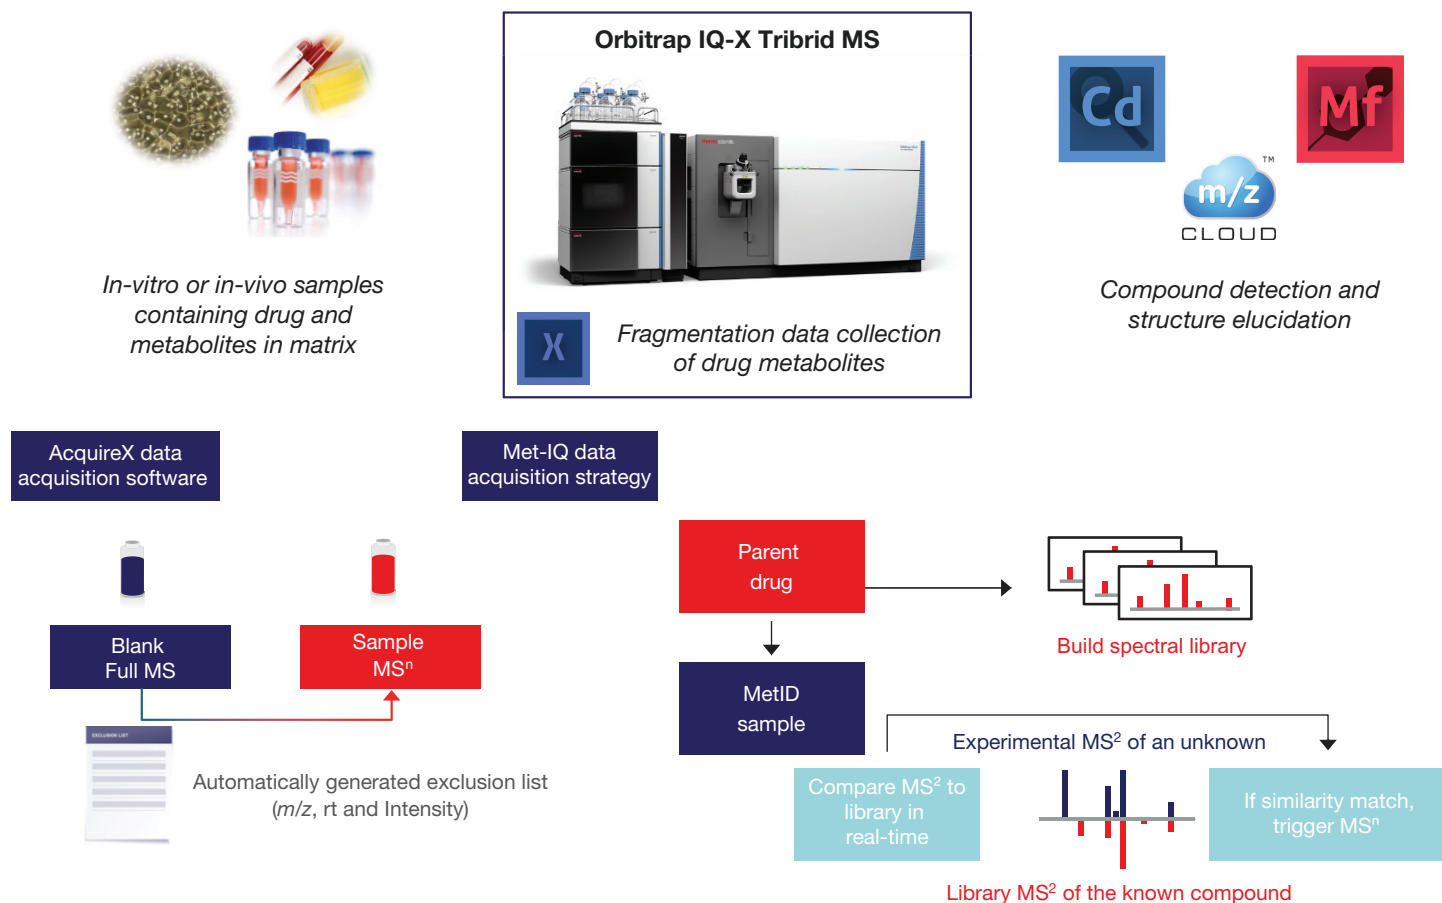 Orbitrap IQ-X Tribrid MS
Cd
Mf
m/z
TM
CLOUD
In-vitro or in-vivo samples
containing drug and
metabolites in matrix
X
Fragmentation data collection
of drug metabolites
Compound detection and
structure elucidation
AcquireX data
acquisition software
Met-IQ data
acquisition strategy
Parent
drug
Build spectral library
Blank
Full MS
Sample
MSⁿ
MetID
sample
EXCLUSION LIST
Automatically generated exclusion list
(m/z, rt and Intensity)
Experimental MS² of an unknown
Compare MS² to
library in
real-time
If similarity match,
trigger MSⁿ
Library MS² of the known compound